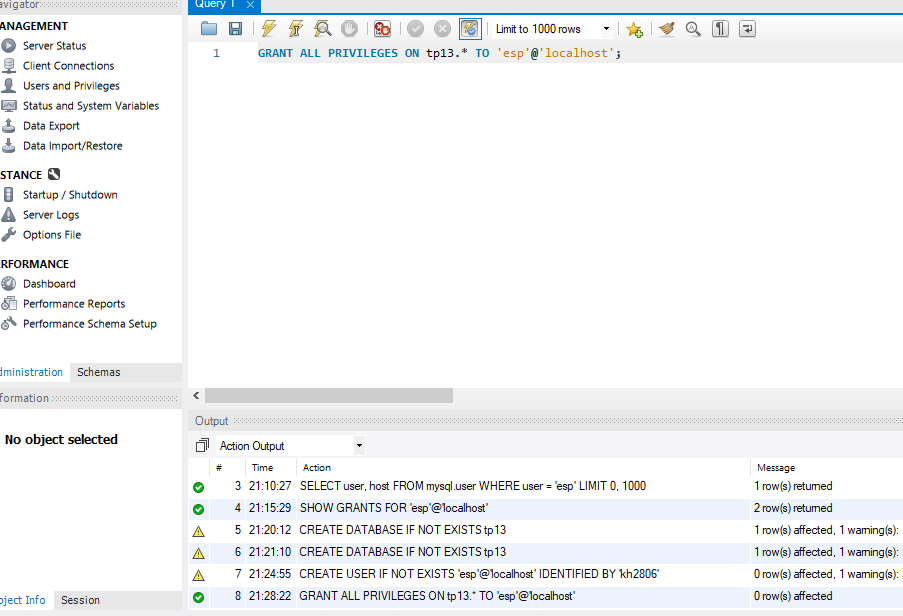 avigator
Query 1
ANAGEMENT
Server Status
Client Connections
Users and Privileges
Status and System Variables
Data Export
Data Import/Restore
STANCE
Startup / Shutdown
Server Logs
Options File
RFORMANCE
Dashboard
Performance Reports
Performance Schema Setup
dministration Schemas
formation
No object selected
bject Info Session
Limit to 1000 rows
1 GRANT ALL PRIVILEGES ON tp13.* TO 'esp'@'localhost';
Output
Action Output
# Time Action Message
3 21:10:27 SELECT user, host FROM mysql.user WHERE user = 'esp' LIMIT 0, 1000 1 row(s) returned
4 21:15:29 SHOW GRANTS FOR 'esp'@'localhost' 2 row(s) returned
5 21:20:12 CREATE DATABASE IF NOT EXISTS tp13 1 row(s) affected, 1 warning(s):
6 21:21:10 CREATE DATABASE IF NOT EXISTS tp13 1 row(s) affected, 1 warning(s):
7 21:24:55 CREATE USER IF NOT EXISTS 'esp'@'localhost' IDENTIFIED BY 'kh2806' 0 row(s) affected, 1 warning(s):
8 21:28:22 GRANT ALL PRIVILEGES ON tp13.* TO 'esp'@'localhost' 0 row(s) affected